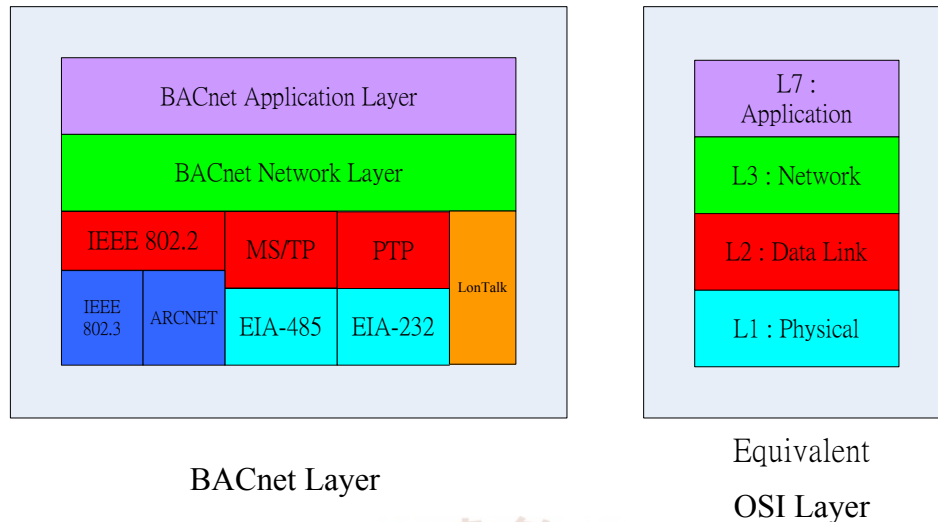 BACnet Application Layer
BACnet Network Layer
IEEE 802.2
MS/TP
PTP
LonTalk
IEEE
802.3
ARCNET
EIA-485
EIA-232
BACnet Layer
L7 :
Application
L3 : Network
L2 : Data Link
L1 : Physical
Equivalent
OSI Layer